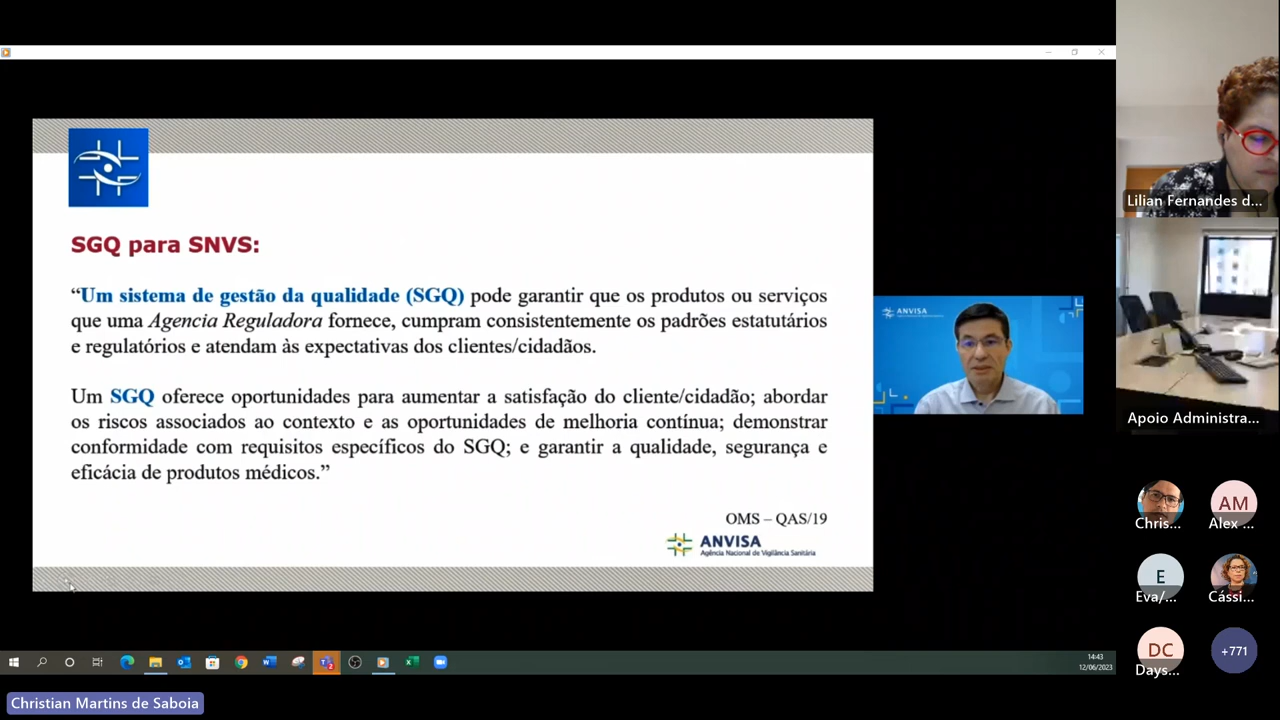 SGQ para SNVS:
“Um sistema de gestão da qualidade (SGQ) pode garantir que os produtos ou serviços
que uma Agencia Reguladora fornece, cumpram consistentemente os padrões estatutários
e regulatórios e atendam às expectativas dos clientes/cidadãos.
Um SGQ oferece oportunidades para aumentar a satisfação do cliente/cidadão; abordar
os riscos associados ao contexto e as oportunidades de melhoria contínua; demonstrar
conformidade com requisitos específicos do SGQ; e garantir a qualidade, segurança e
eficácia de produtos médicos.”
OMS – QAS/19
ANVISA
Agência Nacional de Vigilância Sanitária
ANVISA
Lilian Fernandes d...
Apoio Administra...
Chris...
AM
Alex ...
E
Eva/...
Cássi...
DC
Days...
+771
14:43
12/06/2023
Christian Martins de Saboia